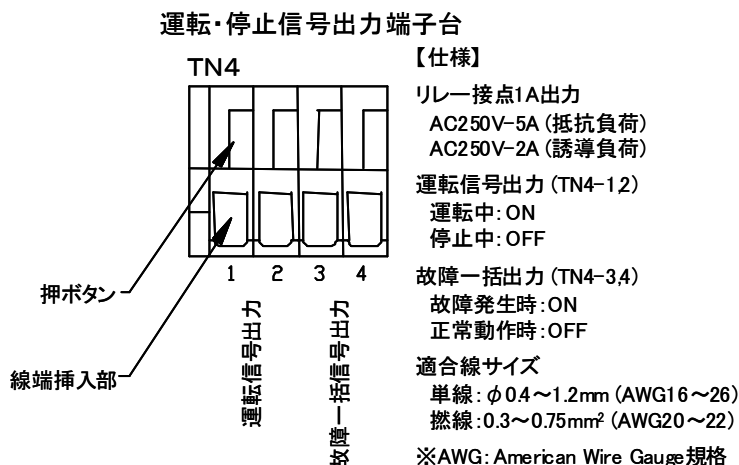 運転・停止信号出力端子台
TN4
押ボタン
線端挿入部
1 2 3 4
運転信号出力
故障一括信号出力
【仕様】
リレー接点1A出力
AC250V-5A (抵抗負荷)
AC250V-2A (誘導負荷)
運転信号出力 (TN4-1,2)
運転中:ON
停止中:OFF
故障一括出力 (TN4-3,4)
故障発生時:ON
正常動作時:OFF
適合線サイズ
単線:φ0.4～1.2mm (AWG16～26)
撚線:0.3～0.75mm² (AWG20～22)
※AWG:American Wire Gauge規格